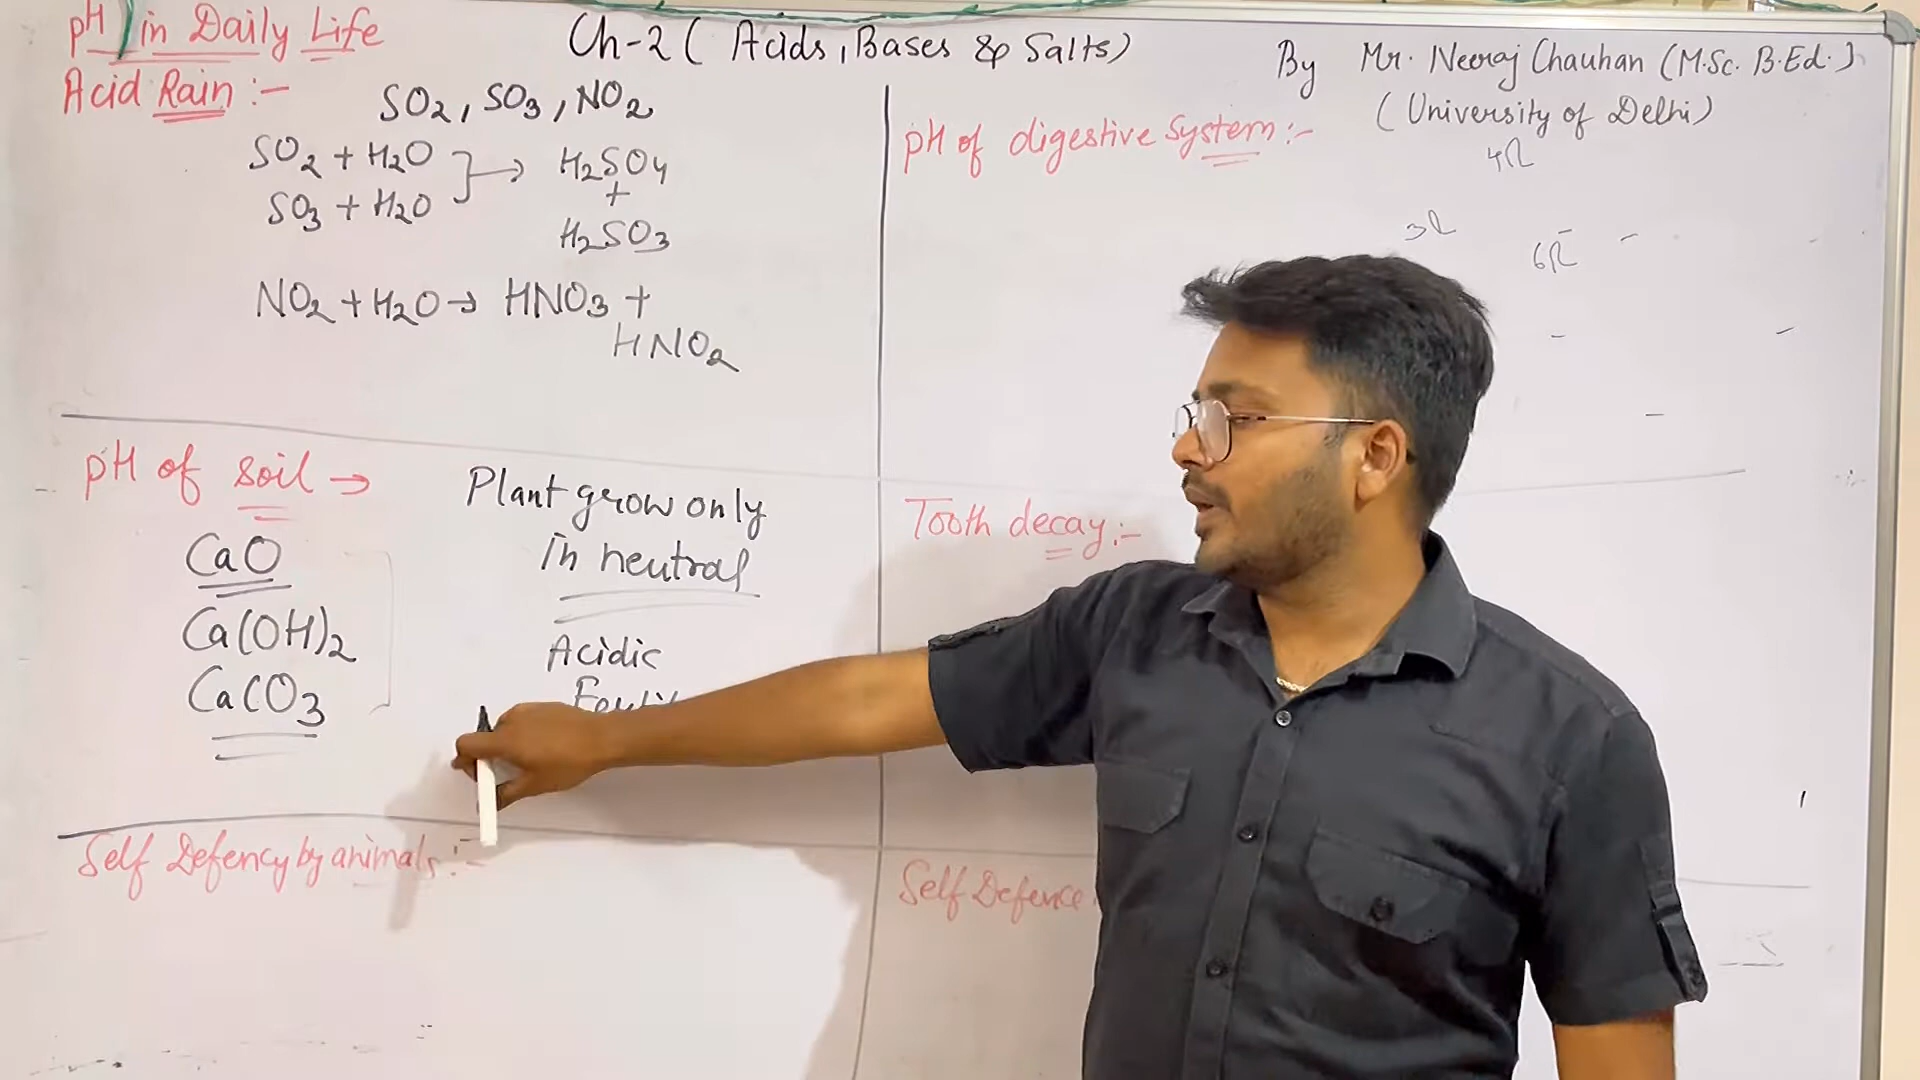 pH in Daily Life
Ch-2 ( Acids, Bases & Salts)
By Mr. Neeraj Chauhan (M.Sc. B.Ed.)
(University of Delhi)
Acid Rain :-
SO2, SO3, NO2
SO2 + H2O
SO3 + H2O
→ H2SO4
+
H2SO3
NO2 + H2O → HNO3 +
HNO2
pH of soil →
CaO
Ca(OH)2
CaCO3
Plant grow only
in neutral
Acidic
pH of digestive system :-
4Ω
3Ω
6Ω
Tooth decay :-
Self Defency by animals :-
Self Defence